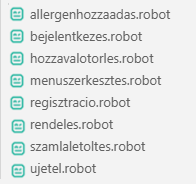 allergenhozzaadas.robot
bejelentkezes.robot
hozzavalotorles.robot
menuszerkesztes.robot
regisztracio.robot
rendeles.robot
szamlaletoltes.robot
ujetel.robot